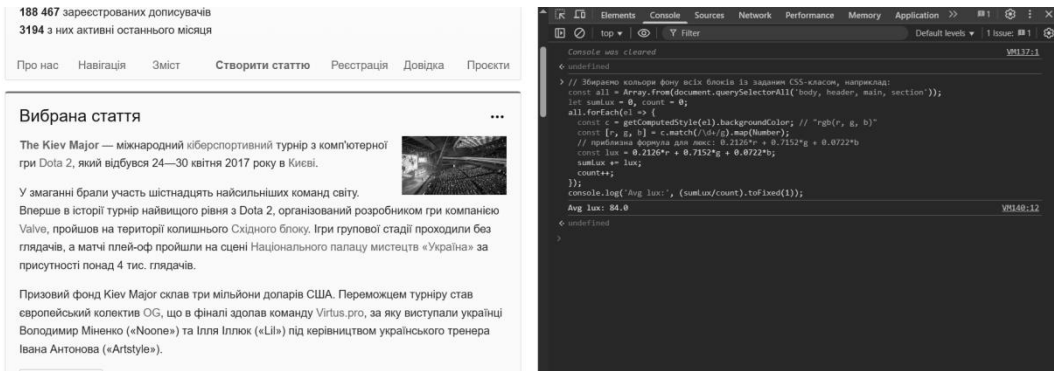 188 467 зареєстрованих дописувачів
3194 з них активні останнього місяця
Про нас Навігація Зміст Створити статтю Реєстрація Довідка Проєкти
Вибрана стаття
The Kiev Major — міжнародний кіберспортивний турнір з комп'ютерної
гри Dota 2, який відбувся 24—30 квітня 2017 року в Києві.
У змаганні брали участь шістнадцять найсильніших команд світу.
Вперше в історії турнір найвищого рівня з Dota 2, організований розробником гри компанією
Valve, пройшов на території колишнього Східного блоку. Ігри групової стадії проходили без
глядачів, а матчі плей-оф пройшли на сцені Національного палацу мистецтв «Україна» за
присутності понад 4 тис. глядачів.
Призовий фонд Kiev Major склав три мільйони доларів США. Переможцем турніру став
європейський колектив OG, що в фіналі здолав команду Virtus.pro, за яку виступали українці
Володимир Міненко («Noone») та Ілля Іллюк («Lil») під керівництвом українського тренера
Івана Антонова («Artstyle»).
Elements Console Sources Network Performance Memory Application 1
top Filter Default levels 1 Issue: 1
Console was cleared VM137:1
undefined
// Збираємо кольори фону всіх блоків із заданим CSS-класом, наприклад:
const all = Array.from(document.querySelectorAll('body, header, main, section'));
let sumLux = 0, count = 0;
all.forEach(el => {
const c = getComputedStyle(el).backgroundColor; // "rgb(r, g, b)"
const [r, g, b] = c.match(/\d+/g).map(Number);
// приблизна формула для люкс: 0.2126*r + 0.7152*g + 0.0722*b
const lux = 0.2126*r + 0.7152*g + 0.0722*b;
sumLux += lux;
count++;
});
console.log('Avg lux:', (sumLux/count).toFixed(1));
Avg lux: 84.0 VM140:12
undefined